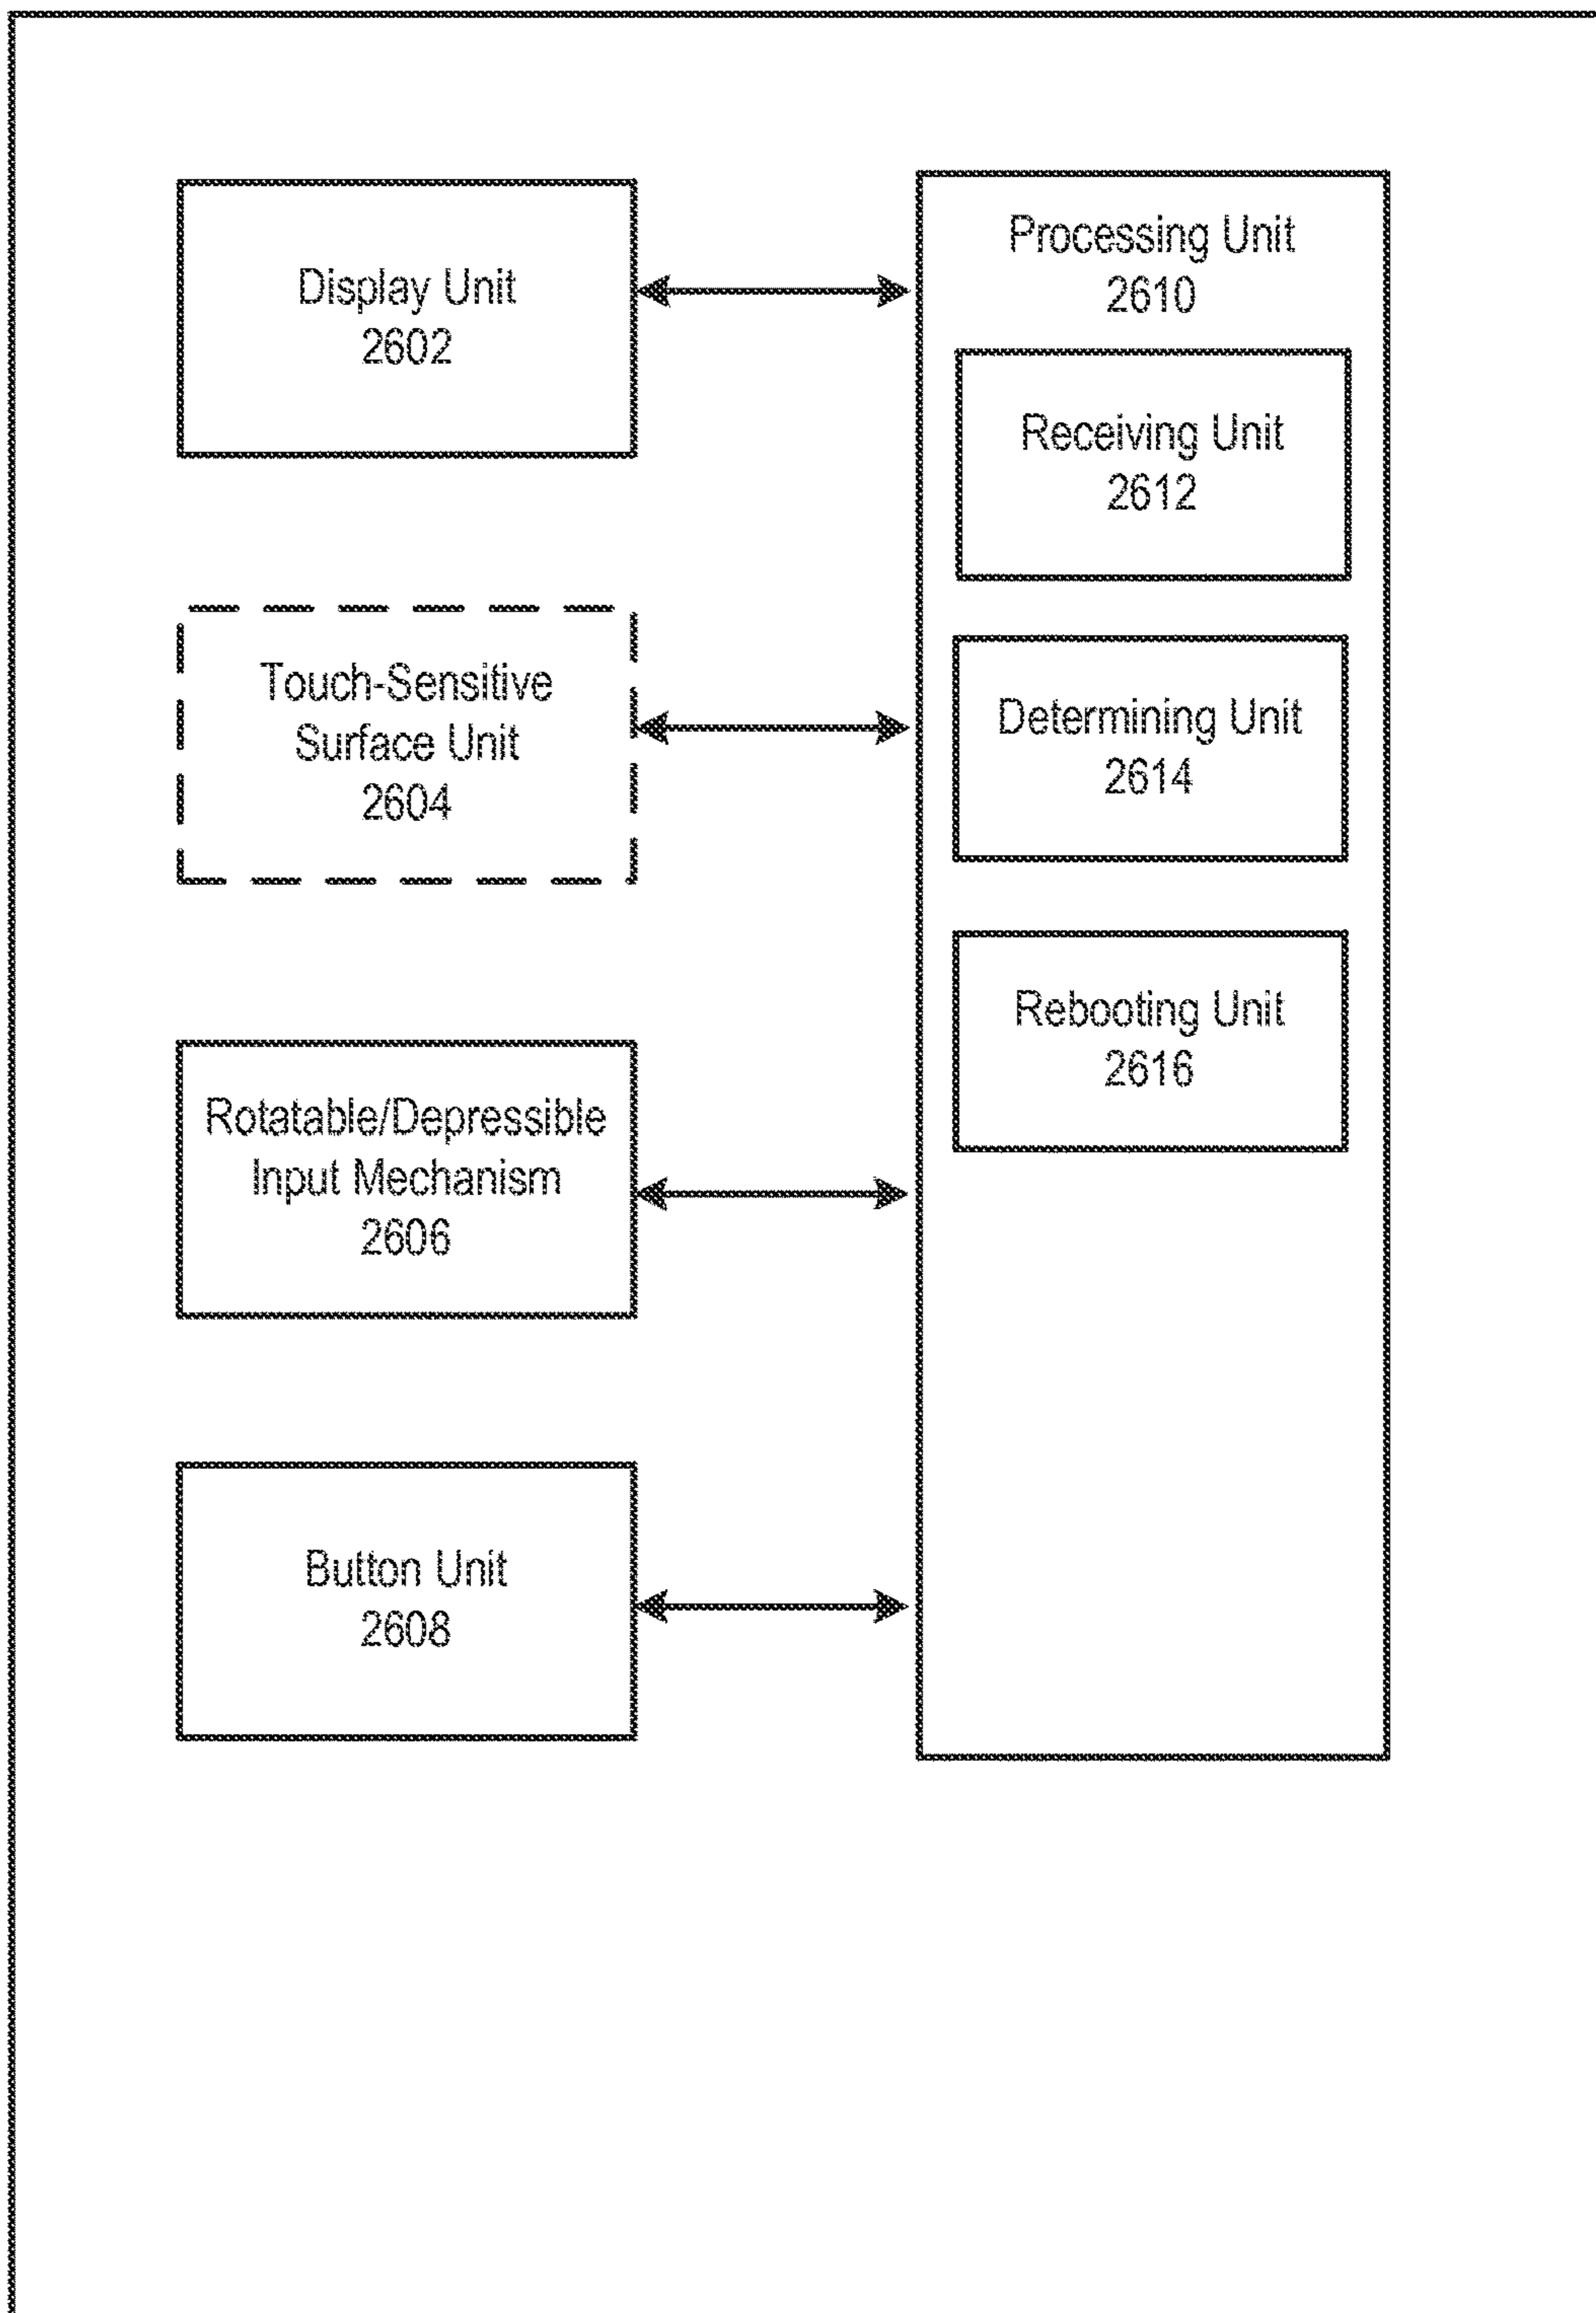 Display Unit
2602
Touch-Sensitive
Surface Unit
2604
Rotatable/Depressible
Input Mechanism
2606
Button Unit
2608
Processing Unit
2610
Receiving Unit
2612
Determining Unit
2614
Rebooting Unit
2616